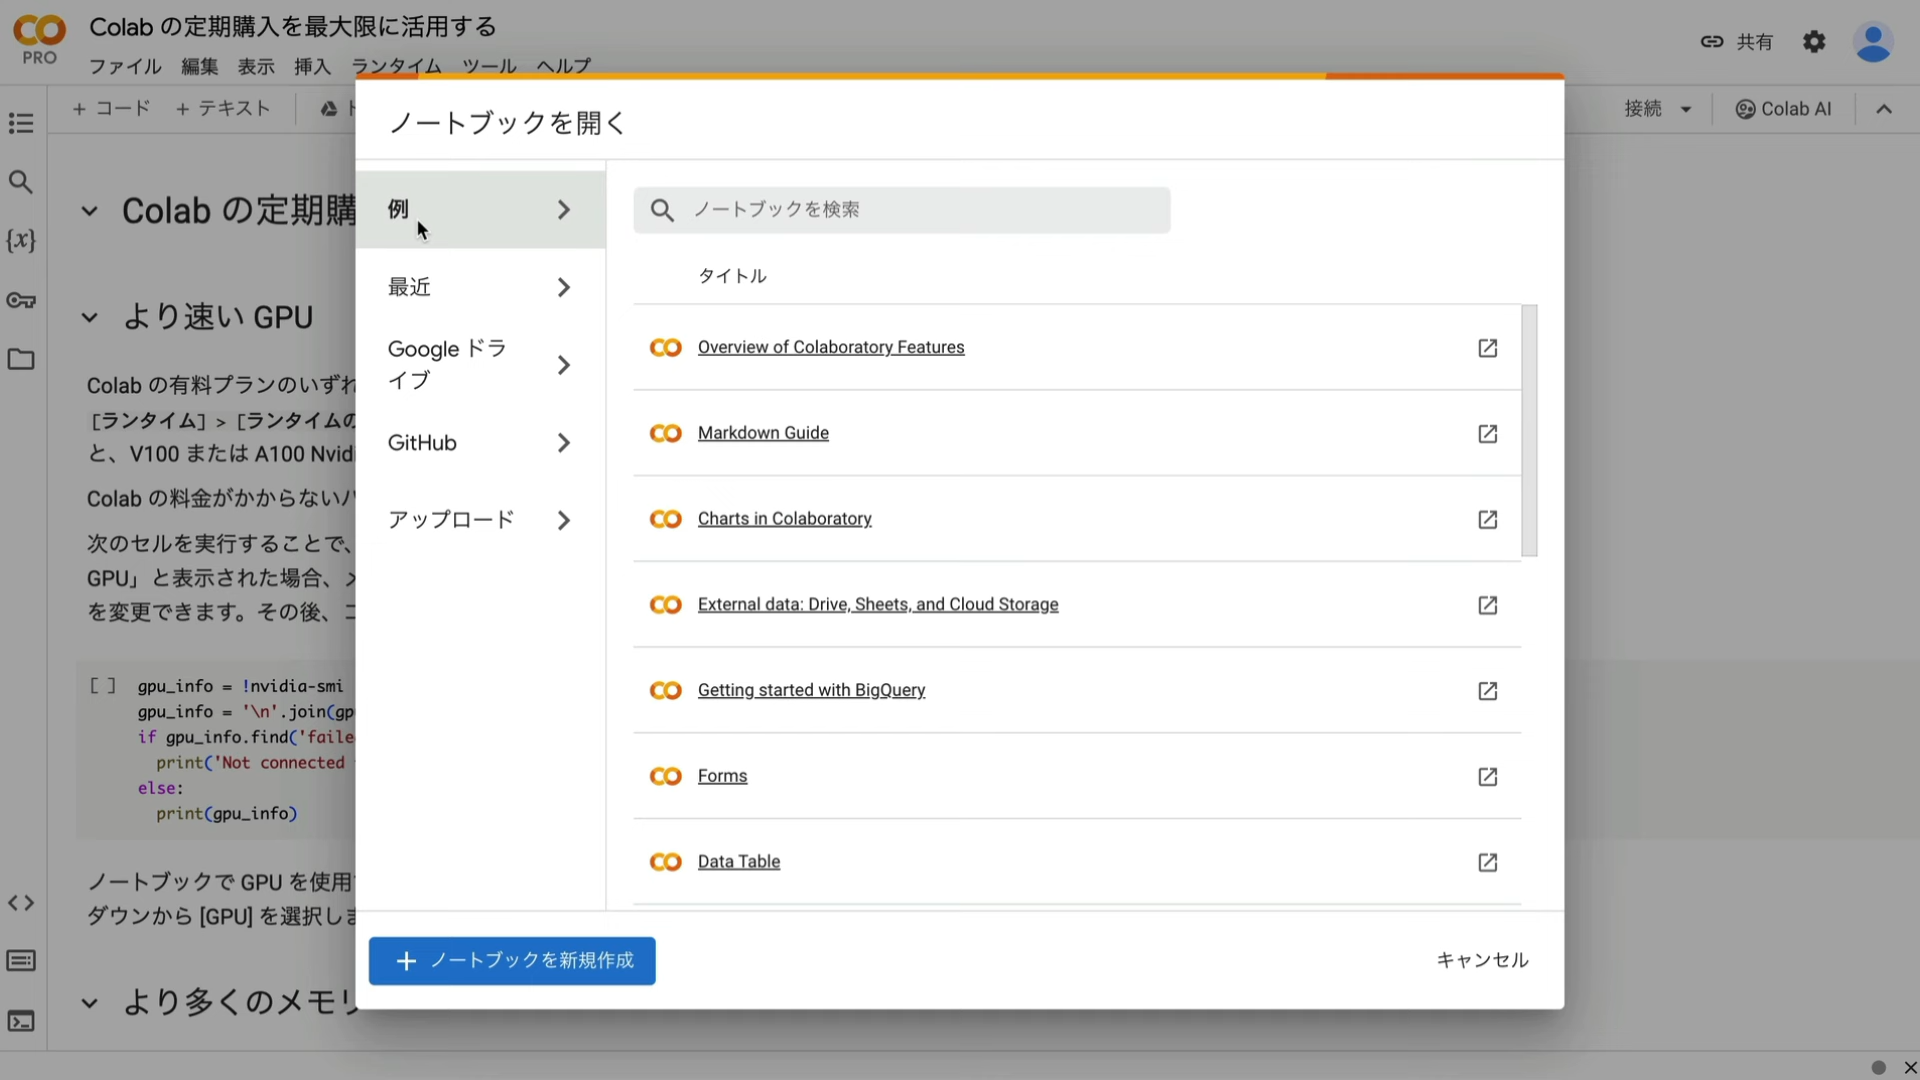 Colab の定期購入を最大限に活用する
PRO
ファイル 編集 表示 挿入 ランタイム ツール ヘルプ
共有
+ コード + テキスト
接続
Colab AI
Colab の定期購
より速い GPU
Colab の有料プランのいずれ
[ランタイム] > [ランタイムの
と、V100 または A100 Nvidi
Colab の料金がかからない
次のセルを実行することで、
GPU」と表示された場合、メ
を変更できます。その後、コ
[ ] gpu_info = !nvidia-smi
gpu_info = '\n'.join(gp
if gpu_info.find('faile
print('Not connected
else:
print(gpu_info)
ノートブックで GPU を使用
ダウンから [GPU] を選択しま
より多くのメモリ
ノートブックを開く
例
最近
Google ドラ
イブ
GitHub
アップロード
ノートブックを検索
タイトル
Overview of Colaboratory Features
Markdown Guide
Charts in Colaboratory
External data: Drive, Sheets, and Cloud Storage
Getting started with BigQuery
Forms
Data Table
+ ノートブックを新規作成
キャンセル